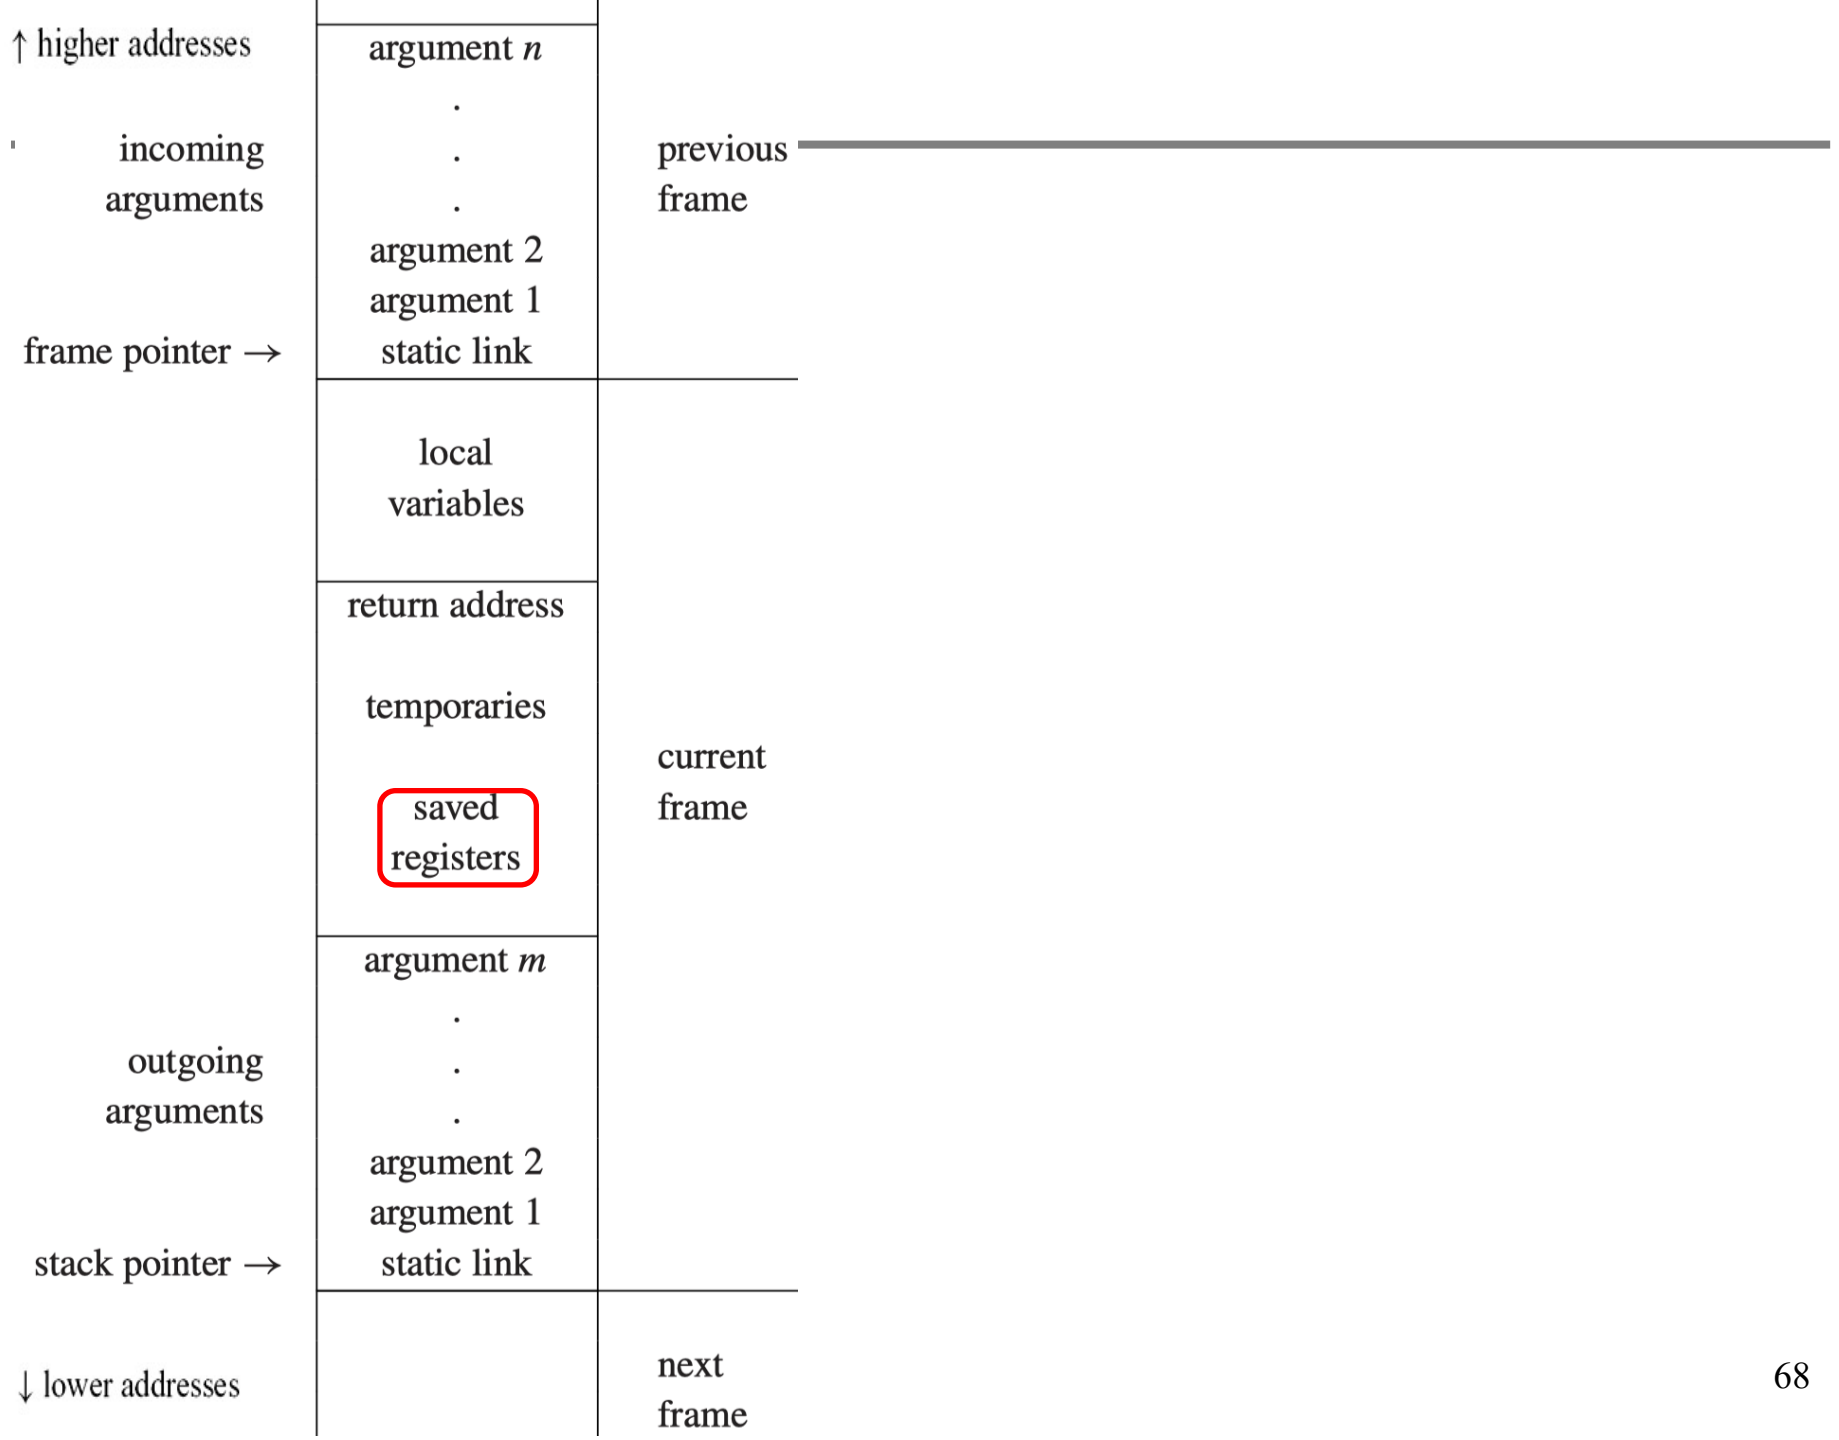 ↑ higher addresses
argument n
.
incoming
arguments
.
.
previous
frame
argument 2
argument 1
frame pointer →
static link
local
variables
return address
temporaries
current
frame
saved
registers
argument m
.
outgoing
arguments
.
.
argument 2
argument 1
stack pointer →
static link
↓ lower addresses
next
frame
68